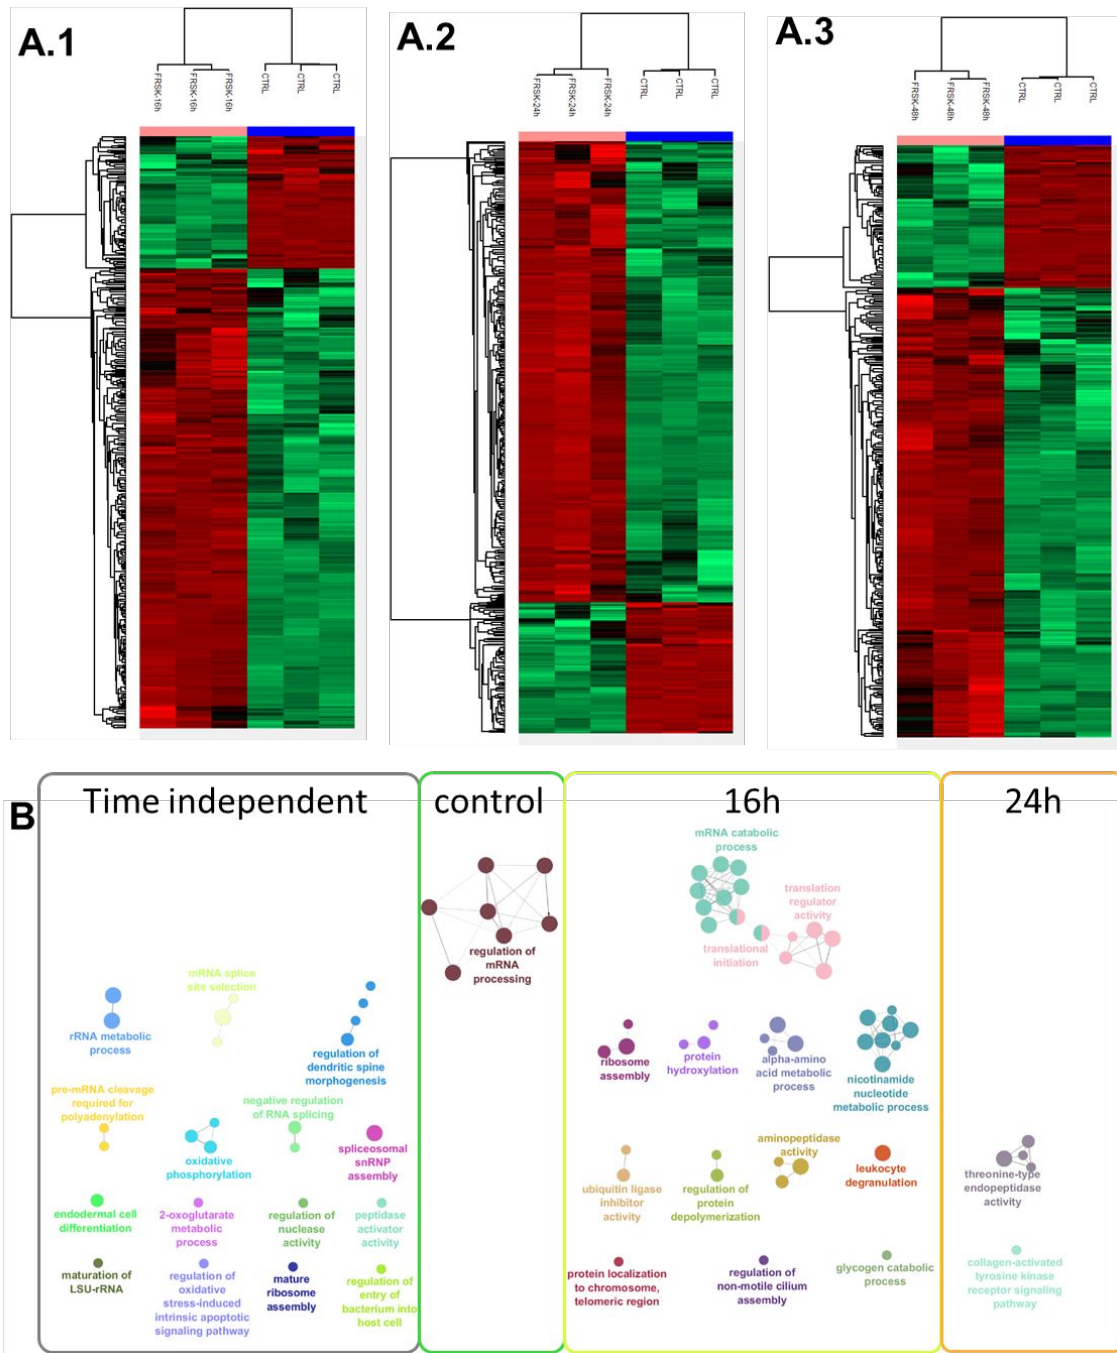 A.1
A.2
A.3
FRSK-16h
FRSK-16h
FRSK-16h
CTRL
CTRL
CTRL
FRSK-24h
FRSK-24h
FRSK-24h
CTRL
CTRL
CTRL
FRSK-48h
FRSK-48h
FRSK-48h
CTRL
CTRL
CTRL
B
Time independent
control
16h
24h
rRNA metabolic
process
mRNA splice
site selection
regulation of
dendritic spine
morphogenesis
pre-mRNA cleavage
required for
polyadenylation
oxidative
phosphorylation
negative regulation
of RNA splicing
spliceosomal
snRNP
assembly
endodermal cell
differentiation
2-oxoglutarate
metabolic
process
regulation of
nuclease
activity
peptidase
activator
activity
maturation of
LSU-rRNA
regulation of
oxidative
stress-induced
intrinsic apoptotic
signaling pathway
mature
ribosome
assembly
regulation of
entry of
bacterium into
host cell
regulation of
mRNA
processing
mRNA catabolic
process
translation
regulator
activity
translational
initiation
ribosome
assembly
protein
hydroxylation
alpha-amino
acid metabolic
process
nicotinamide
nucleotide
metabolic process
ubiquitin ligase
inhibitor
activity
regulation of
protein
depolymerization
aminopeptidase
activity
leukocyte
degranulation
protein localization
to chromosome,
telomeric region
regulation of
non-motile cilium
assembly
glycogen catabolic
process
threonine-type
endopeptidase
activity
collagen-activated
tyrosine kinase
receptor signaling
pathway